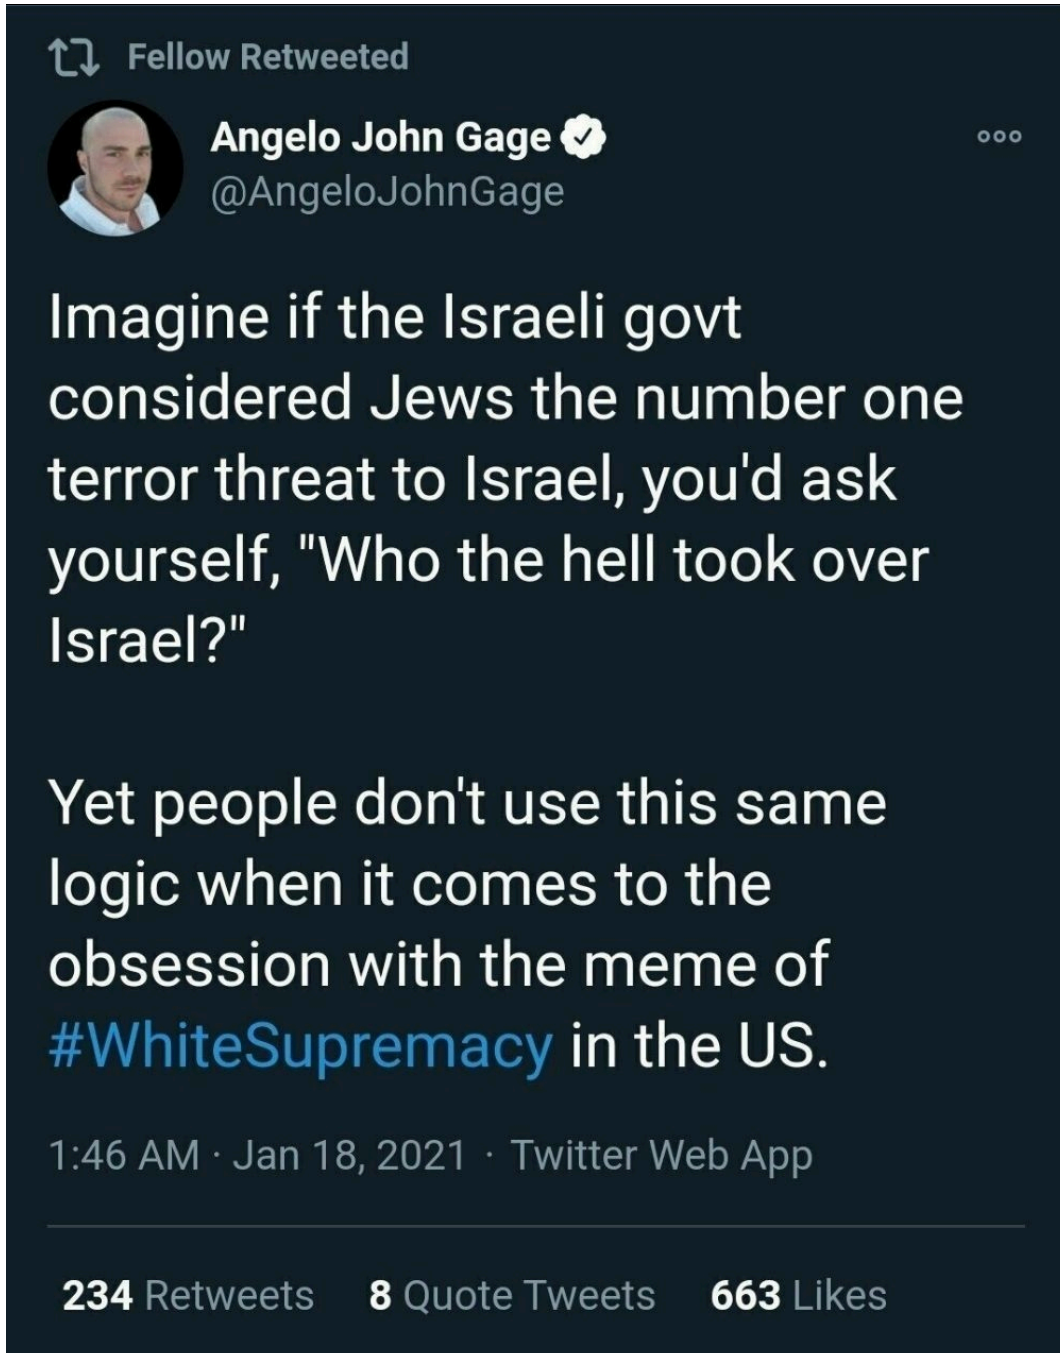 Fellow Retweeted
Angelo John Gage
@AngeloJohnGage
Imagine if the Israeli govt
considered Jews the number one
terror threat to Israel, you'd ask
yourself, "Who the hell took over
Israel?"
Yet people don't use this same
logic when it comes to the
obsession with the meme of
#WhiteSupremacy in the US.
1:46 AM · Jan 18, 2021 · Twitter Web App
234 Retweets 8 Quote Tweets 663 Likes